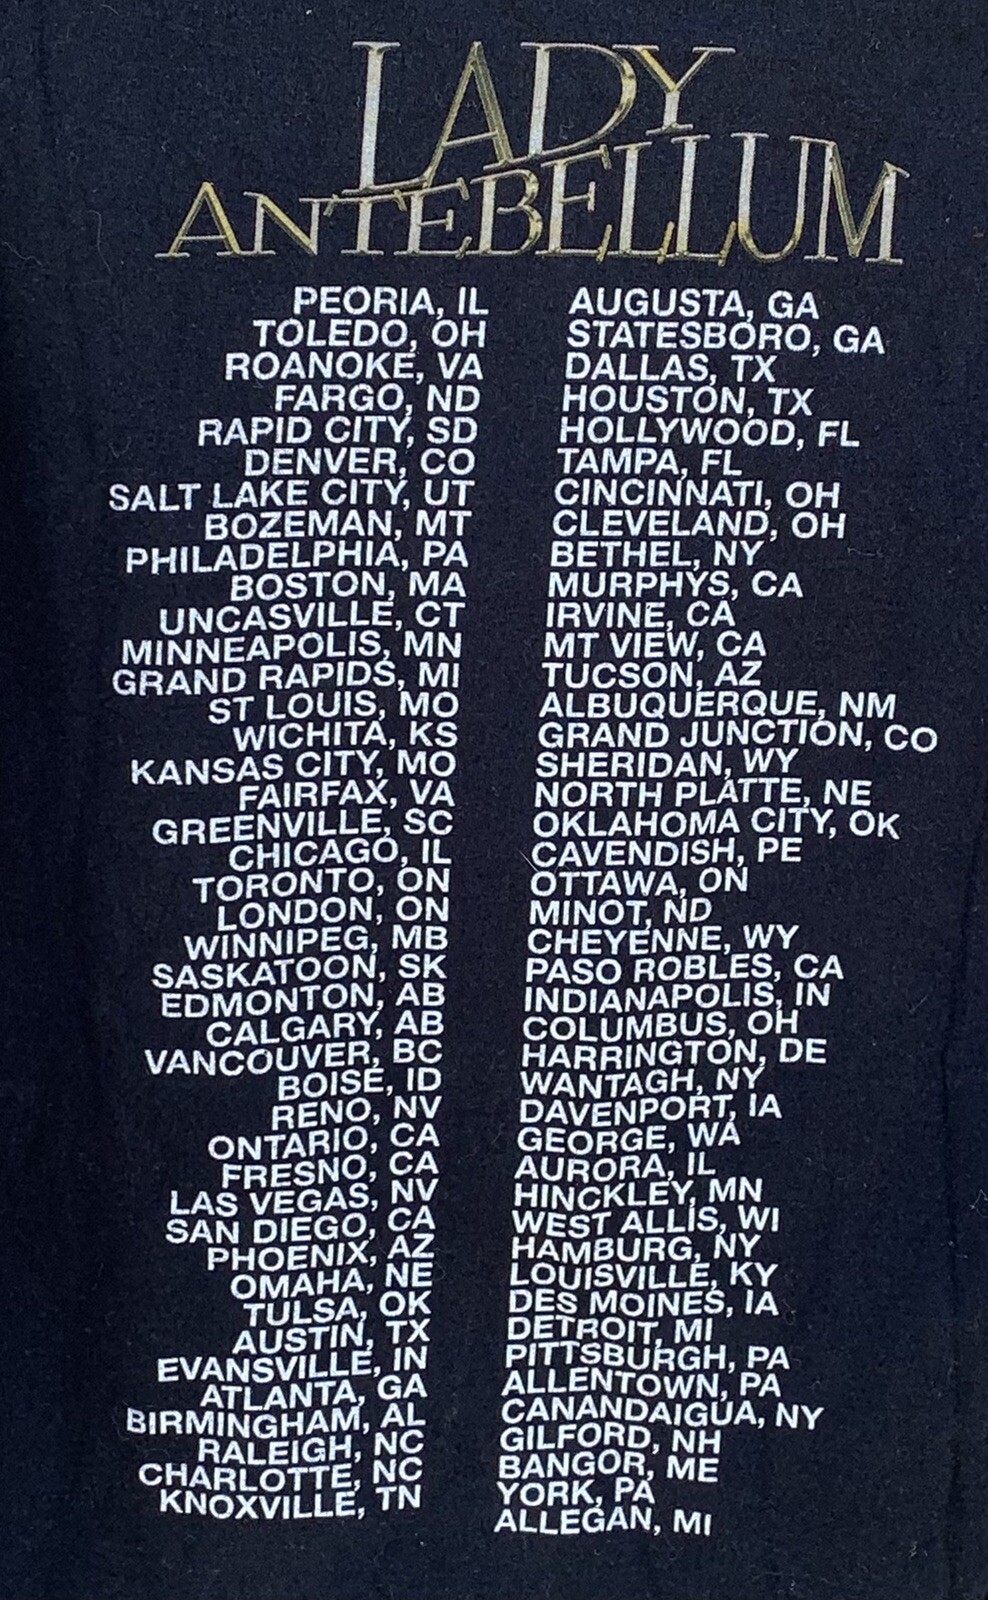 LADY
ANTEBELLUM
PEORIA, IL
TOLEDO, OH
ROANOKE, VA
FARGO, ND
RAPID CITY, SD
DENVER, CO
SALT LAKE CITY, UT
BOZEMAN, MT
PHILADELPHIA, PA
BOSTON, MA
UNCASVILLE, CT
MINNEAPOLIS, MN
GRAND RAPIDS, MI
ST LOUIS, MO
WICHITA, KS
KANSAS CITY, MO
FAIRFAX, VA
GREENVILLE, SC
CHICAGO, IL
TORONTO, ON
LONDON, ON
WINNIPEG, MB
SASKATOON, SK
EDMONTON, AB
CALGARY, AB
VANCOUVER, BC
BOISE, ID
RENO, NV
ONTARIO, CA
FRESNO, CA
LAS VEGAS, NV
SAN DIEGO, CA
PHOENIX, AZ
OMAHA, NE
TULSA, OK
AUSTIN, TX
EVANSVILLE, IN
ATLANTA, GA
BIRMINGHAM, AL
RALEIGH, NC
CHARLOTTE, NC
KNOXVILLE, TN
AUGUSTA, GA
STATESBORO, GA
DALLAS, TX
HOUSTON, TX
HOLLYWOOD, FL
TAMPA, FL
CINCINNATI, OH
CLEVELAND, OH
BETHEL, NY
MURPHYS, CA
IRVINE, CA
MT VIEW, CA
TUCSON, AZ
ALBUQUERQUE, NM
GRAND JUNCTION, CO
SHERIDAN, WY
NORTH PLATTE, NE
OKLAHOMA CITY, OK
CAVENDISH, PE
OTTAWA, ON
MINOT, ND
CHEYENNE, WY
PASO ROBLES, CA
INDIANAPOLIS, IN
COLUMBUS, OH
HARRINGTON, DE
WANTAGH, NY
DAVENPORT, IA
GEORGE, WA
AURORA, IL
HINCKLEY, MN
WEST ALLIS, WI
HAMBURG, NY
LOUISVILLE, KY
DES MOINES, IA
DETROIT, MI
PITTSBURGH, PA
ALLENTOWN, PA
CANANDAIGUA, NY
GILFORD, NH
BANGOR, ME
YORK, PA
ALLEGAN, MI